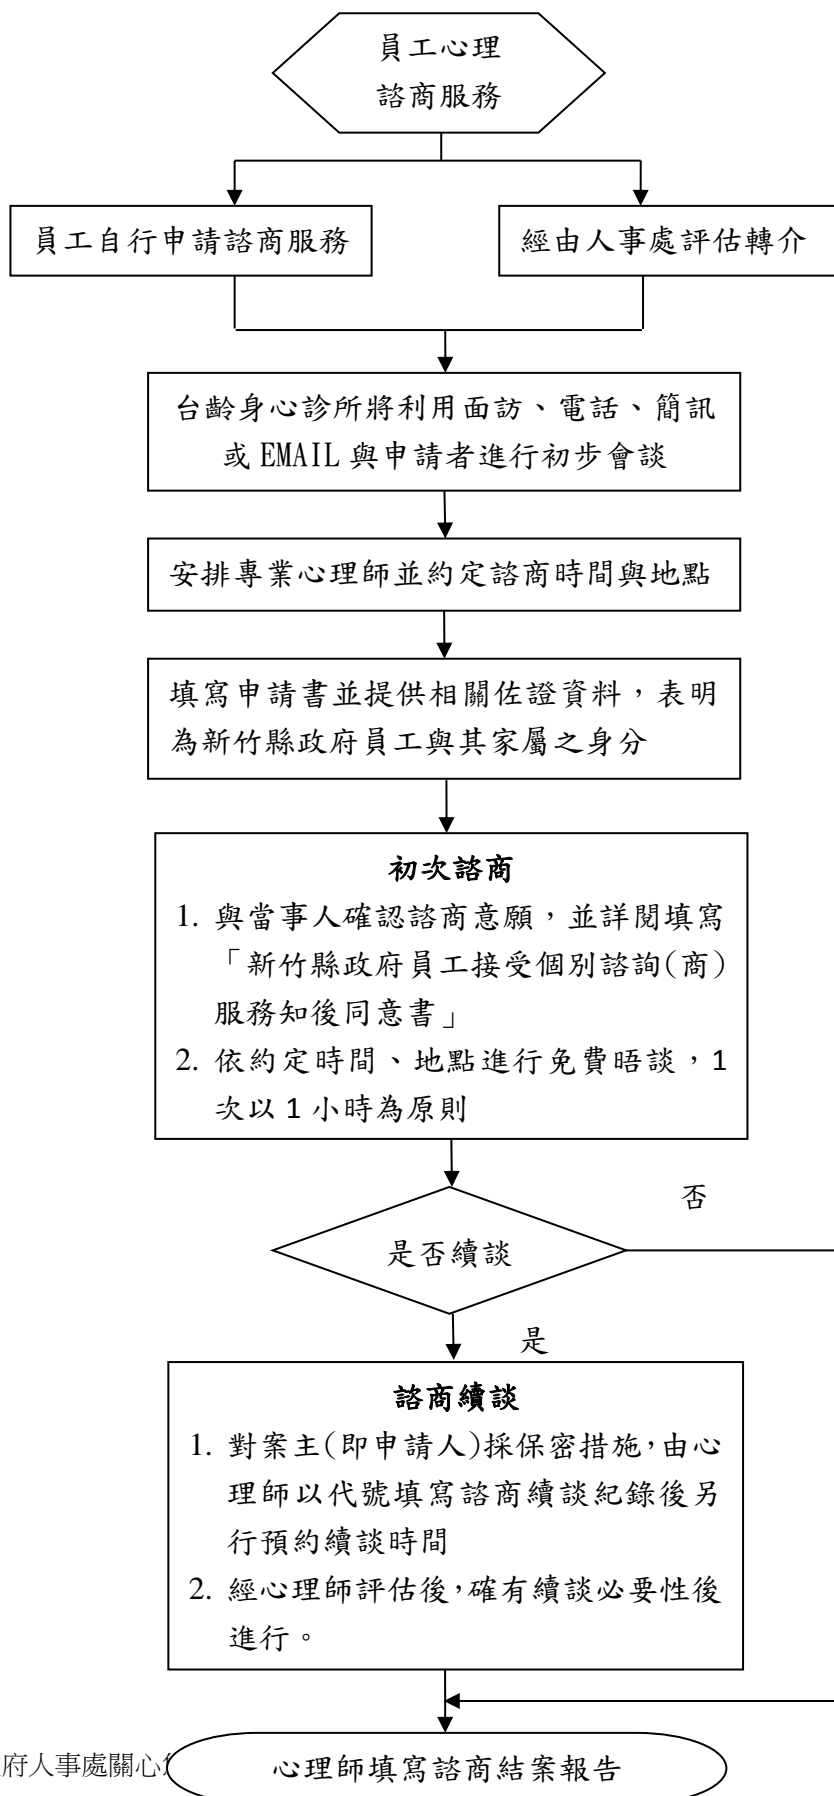 員工心理
諮商服務
員工自行申請諮商服務
經由人事處評估轉介
台齡身心診所將利用面訪、電話、簡訊
或 EMAIL 與申請者進行初步會談
安排專業心理師並約定諮商時間與地點
填寫申請書並提供相關佐證資料，表明
為新竹縣政府員工與其家屬之身分
初次諮商
1. 與當事人確認諮商意願，並詳閱填寫
「新竹縣政府員工接受個別諮詢(商)
服務知後同意書」
2. 依約定時間、地點進行免費晤談，1
次以 1 小時為原則
否
是否續談
是
諮商續談
1. 對案主(即申請人)採保密措施，由心
理師以代號填寫諮商續談紀錄後另
行預約續談時間
2. 經心理師評估後，確有續談必要性後
進行。
府人事處關心
心理師填寫諮商結案報告